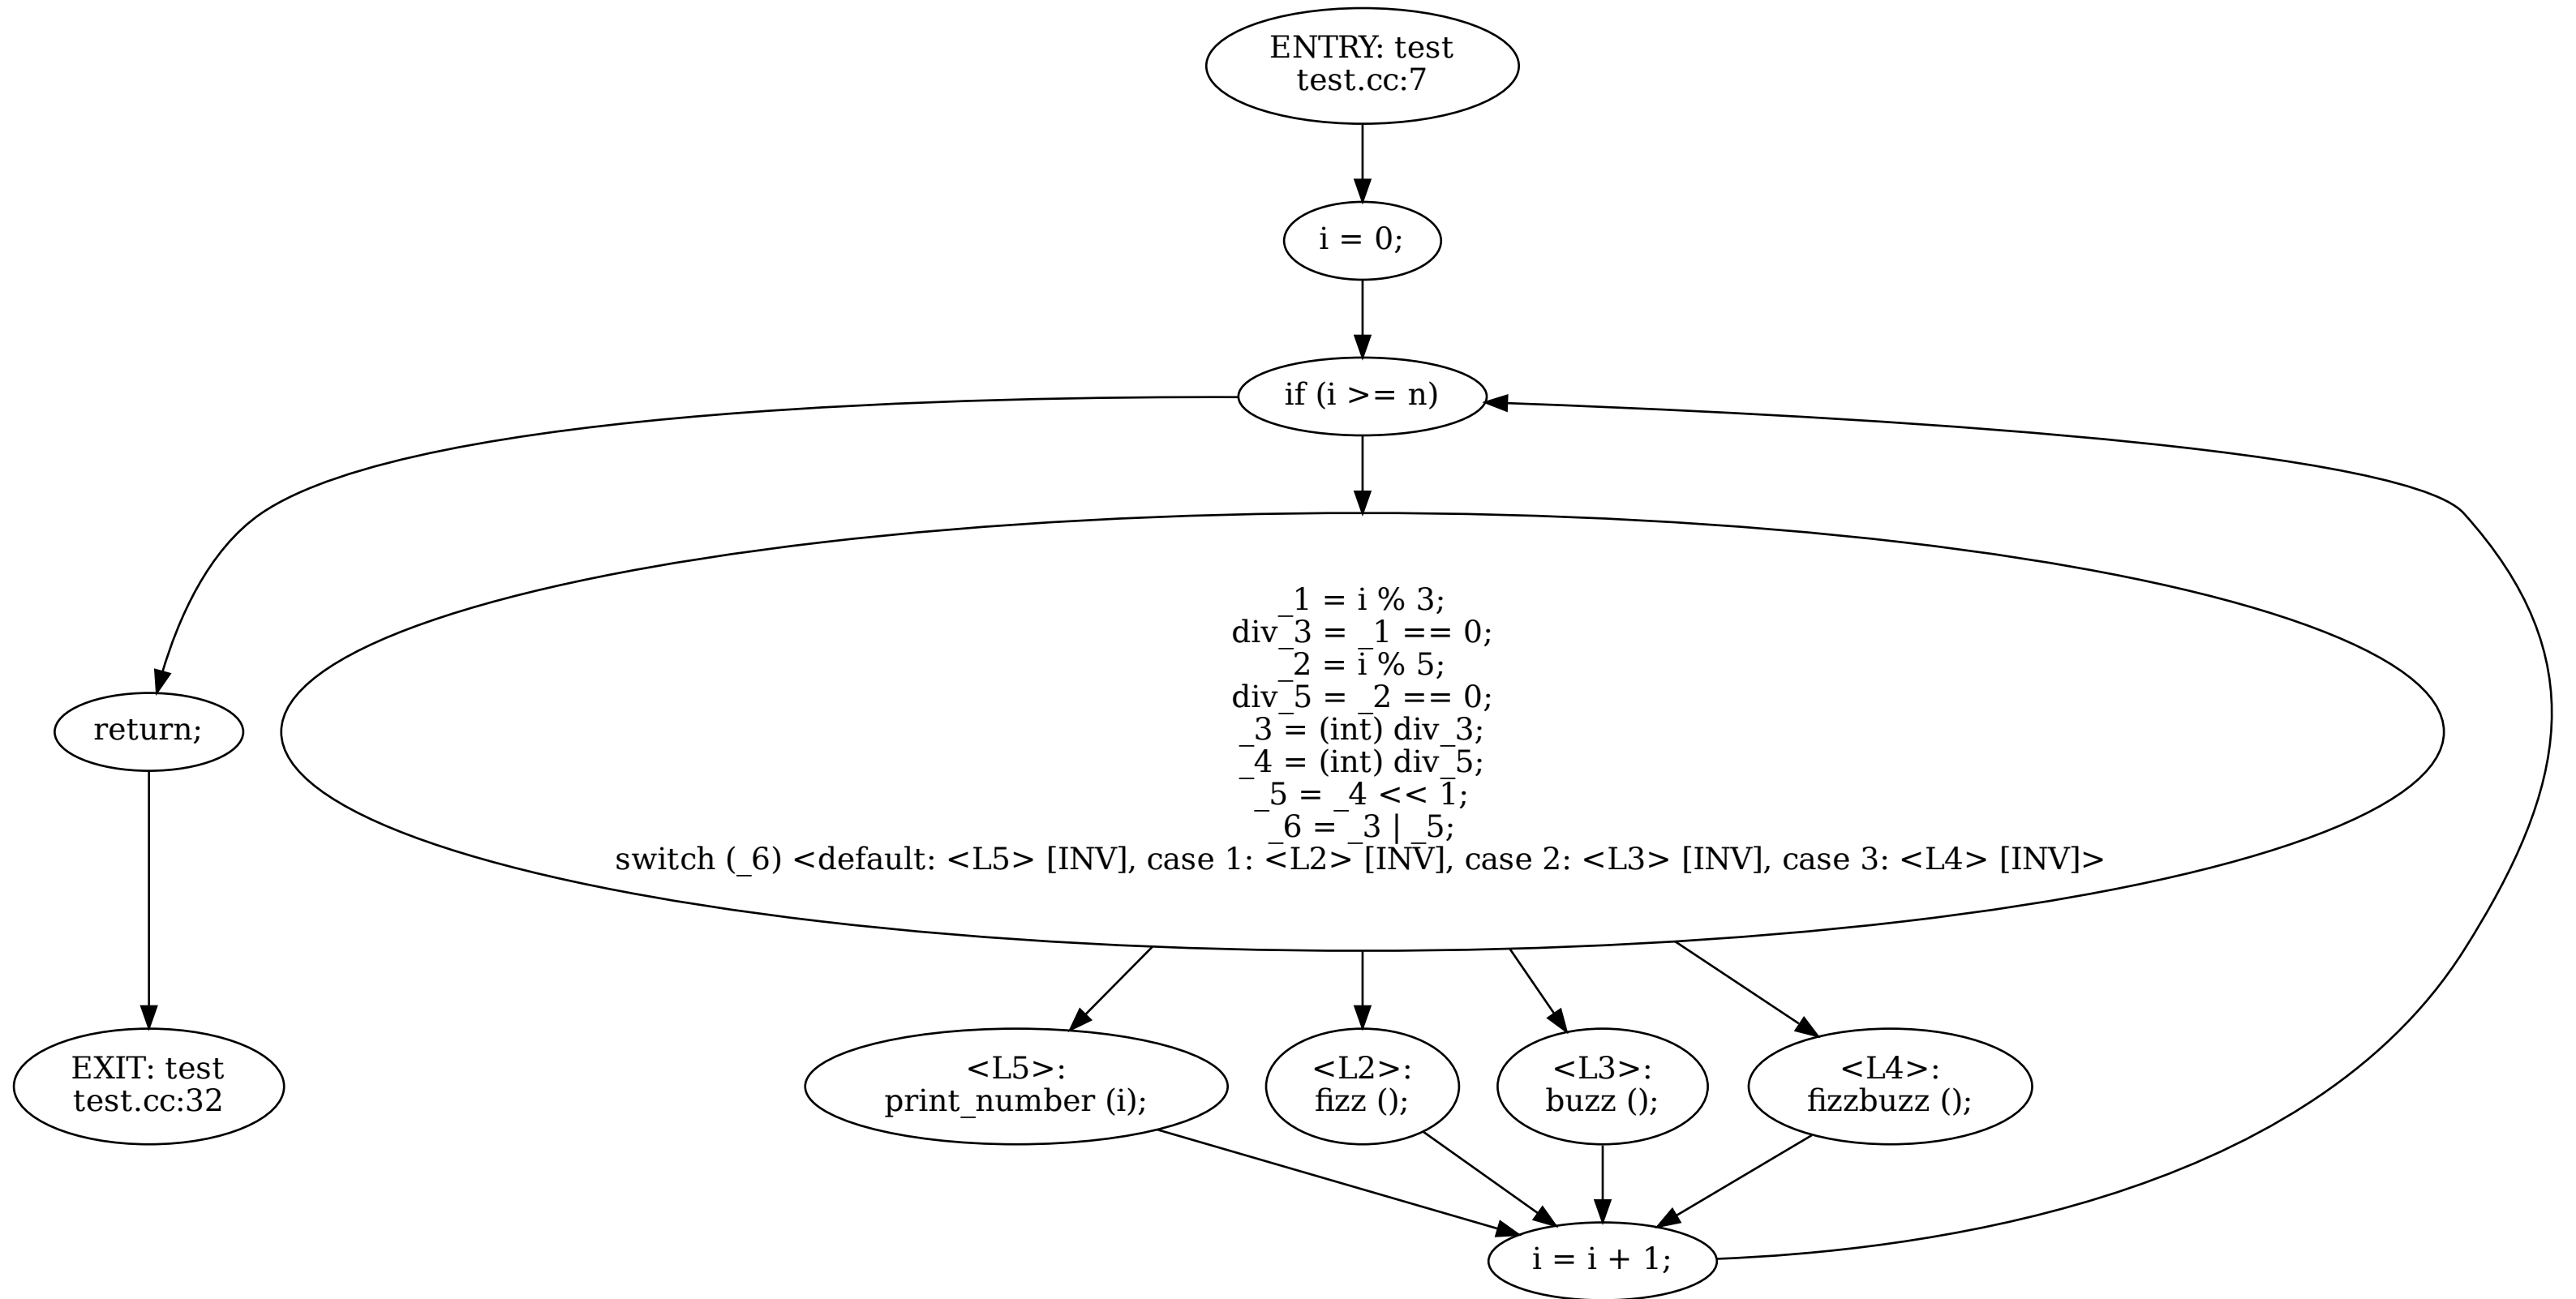 ENTRY: test
test.cc:7
i = 0;
if (i >= n)
_1 = i % 3;
div_3 = _1 == 0;
_2 = i % 5;
div_5 = _2 == 0;
_3 = (int) div_3;
_4 = (int) div_5;
_5 = _4 << 1;
_6 = _3 | _5;
switch (_6) <default: <L5> [INV], case 1: <L2> [INV], case 2: <L3> [INV], case 3: <L4> [INV]>
return;
EXIT: test
test.cc:32
<L5>:
print_number (i);
<L2>:
fizz ();
<L3>:
buzz ();
<L4>:
fizzbuzz ();
i = i + 1;